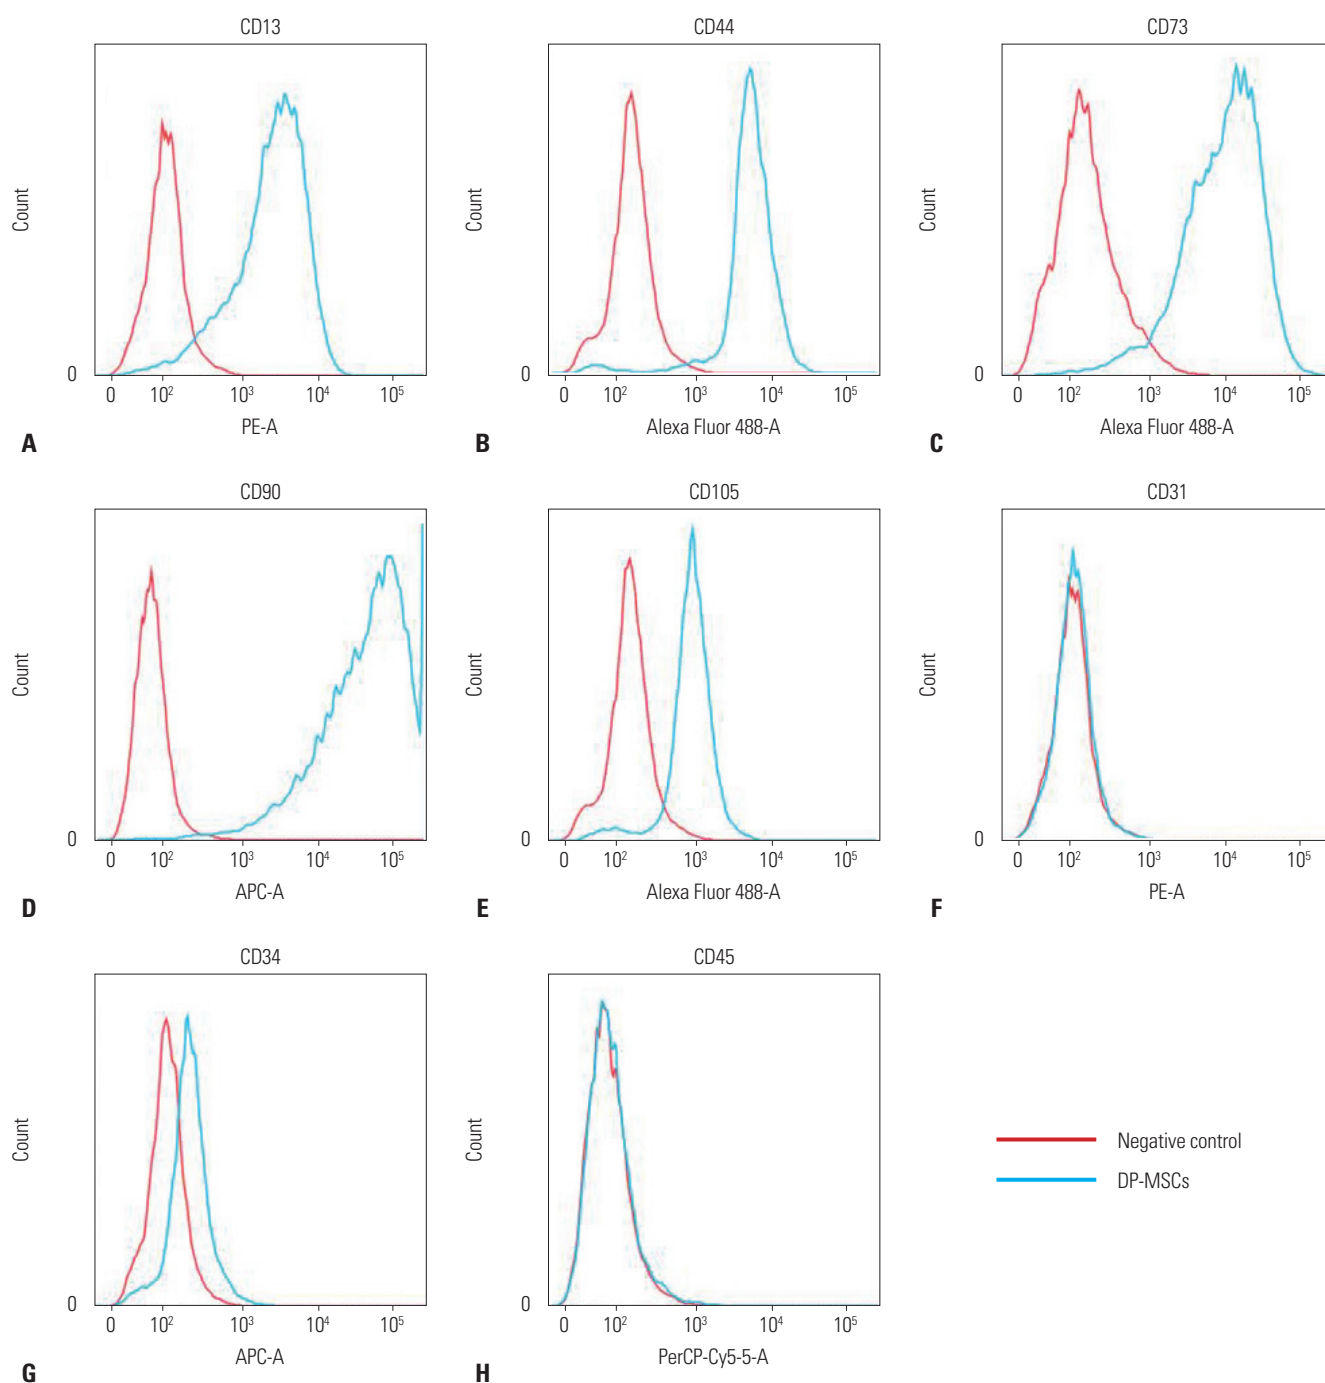 CD13
Count
0
0 10² 10³ 10⁴ 10⁵
PE-A
A
CD44
Count
0
0 10² 10³ 10⁴ 10⁵
Alexa Fluor 488-A
B
CD73
Count
0
0 10² 10³ 10⁴ 10⁵
Alexa Fluor 488-A
C
CD90
Count
0
0 10² 10³ 10⁴ 10⁵
APC-A
D
CD105
Count
0
0 10² 10³ 10⁴ 10⁵
Alexa Fluor 488-A
E
CD31
Count
0
0 10² 10³ 10⁴ 10⁵
PE-A
F
CD34
Count
0
0 10² 10³ 10⁴ 10⁵
APC-A
G
CD45
Count
0
0 10² 10³ 10⁴ 10⁵
PerCP-Cy5-5-A
H
Negative control
DP-MSCs